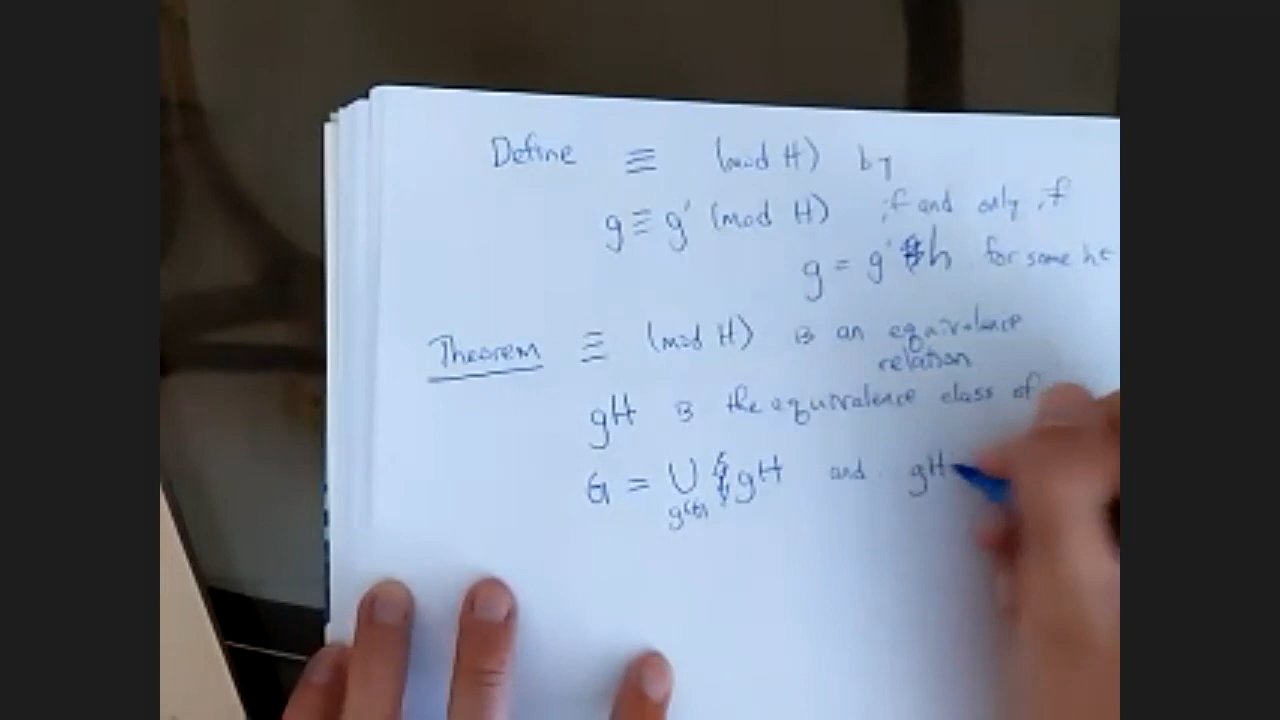 Define ≡ (mod H) by
g ≡ g' (mod H) if and only if
g = g' h for some h ∈
Theorem ≡ (mod H) is an equivalence
relation
gH is the equivalence class of
G = ∪ gH and gH
g∈G